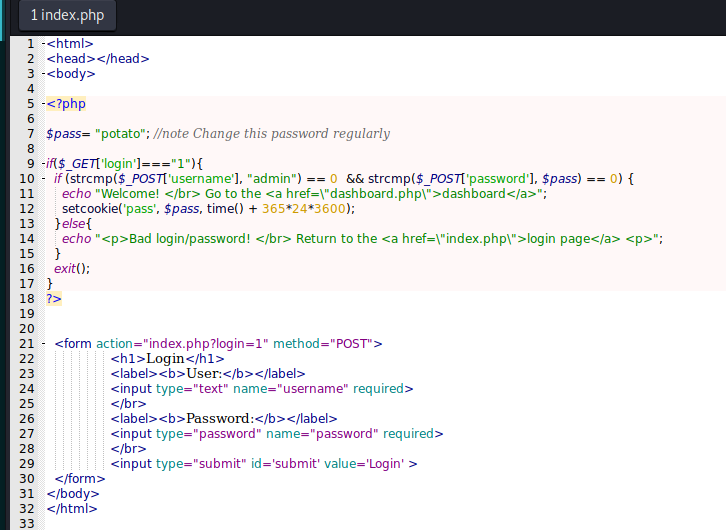 1 index.php
1 <html>
2 <head></head>
3 <body>
4
5 <?php
6
7 $pass= "potato"; //note Change this password regularly
8
9 if($_GET['login']==="1"){
10 if (strcmp($_POST['username'], "admin") == 0  && strcmp($_POST['password'], $pass) == 0) {
11 echo "Welcome! </br> Go to the <a href=\"dashboard.php\">dashboard</a>";
12 setcookie('pass', $pass, time() + 365*24*3600);
13 }else{
14 echo "<p>Bad login/password! </br> Return to the <a href=\"index.php\">login page</a> <p>";
15 }
16 exit();
17 }
18 ?>
19
20
21 <form action="index.php?login=1" method="POST">
22 <h1>Login</h1>
23 <label><b>User:</b></label>
24 <input type="text" name="username" required>
25 </br>
26 <label><b>Password:</b></label>
27 <input type="password" name="password" required>
28 </br>
29 <input type="submit" id='submit' value='Login' >
30 </form>
31 </body>
32 </html>
33